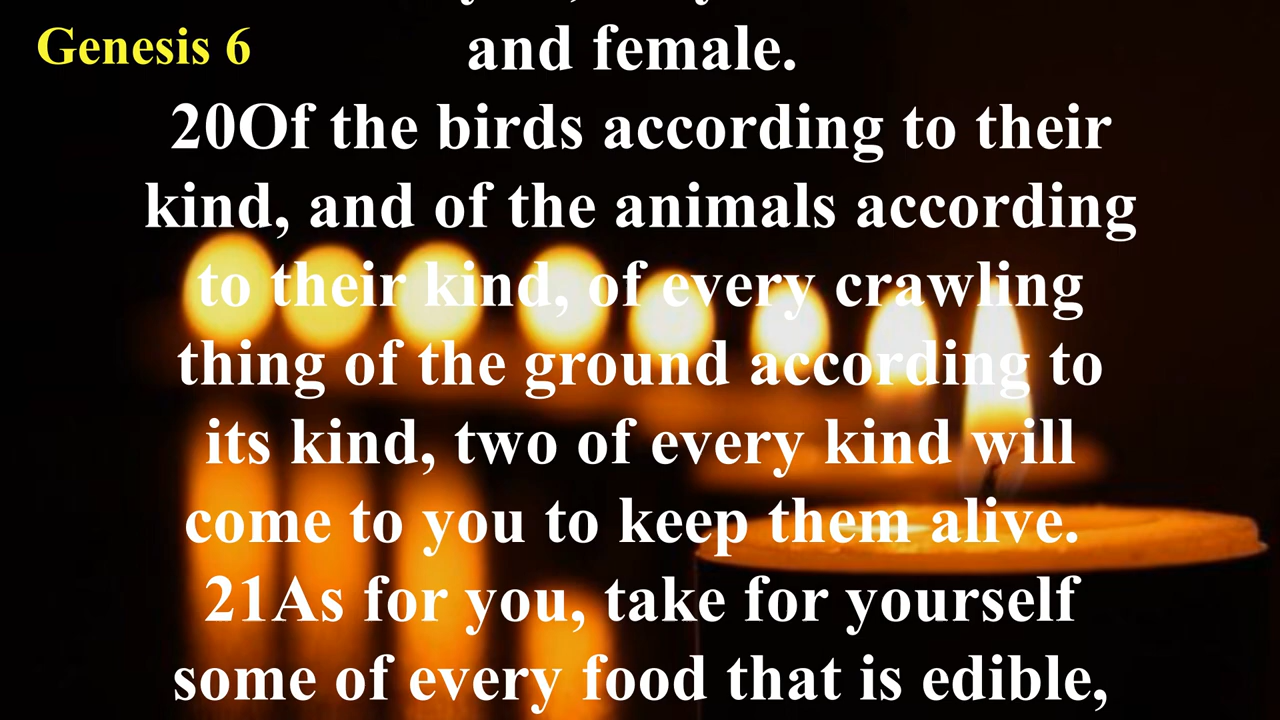 Genesis 6
and female.
20Of the birds according to their
kind, and of the animals according
to their kind, of every crawling
thing of the ground according to
its kind, two of every kind will
come to you to keep them alive.
21As for you, take for yourself
some of every food that is edible,